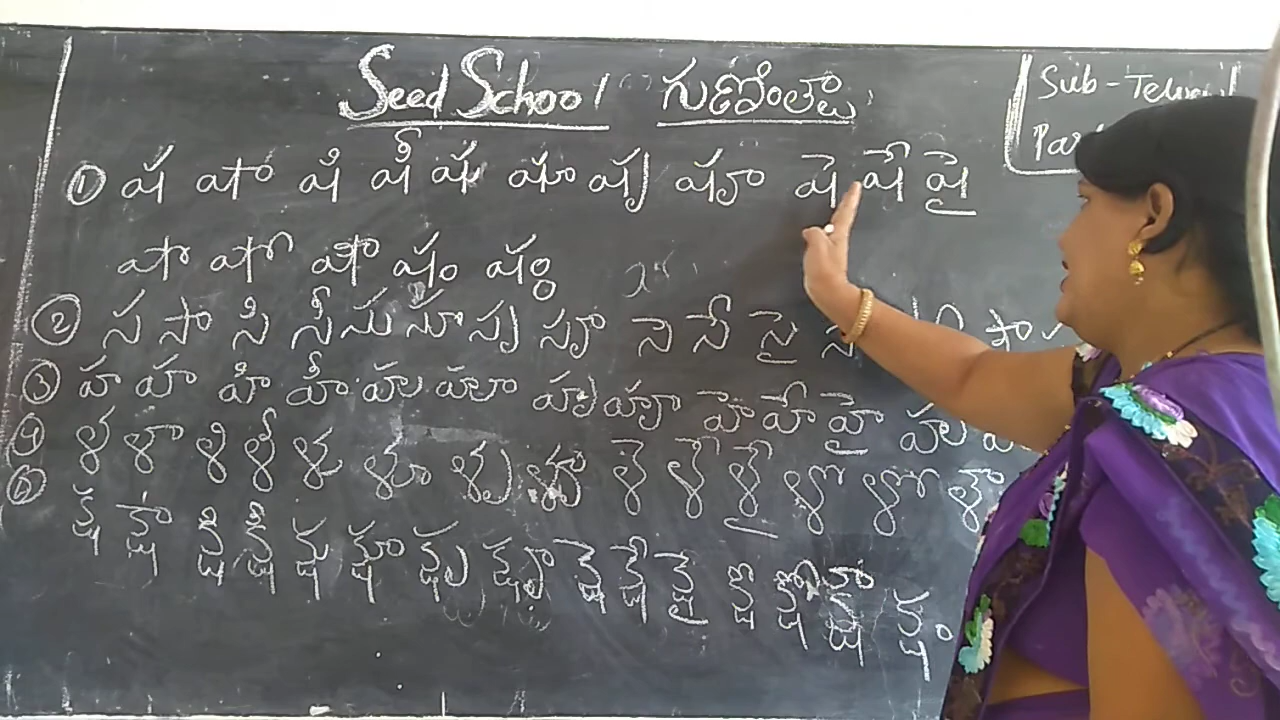 Seed School గుణింతాలు
Sub - Telugu
① ష షా షి షీ షు షూ షృ షౄ షె షే షై
షొ షో షౌ షం షః
② స సా సి సీ సు సూ సృ సౄ సె సే సై
③ హ హా హి హీ హు హూ హృ హౄ హె హే హై
④ ళ ళా ళి ళీ ళు ళూ ళృ ళౄ ళె ళే ళై ళొ ళో ళౌ
⑤ క్ష క్షా క్షి క్షీ క్షు క్షూ క్షృ క్షౄ క్షె క్షే క్షై క్షొ క్షో క్షౌ క్షం